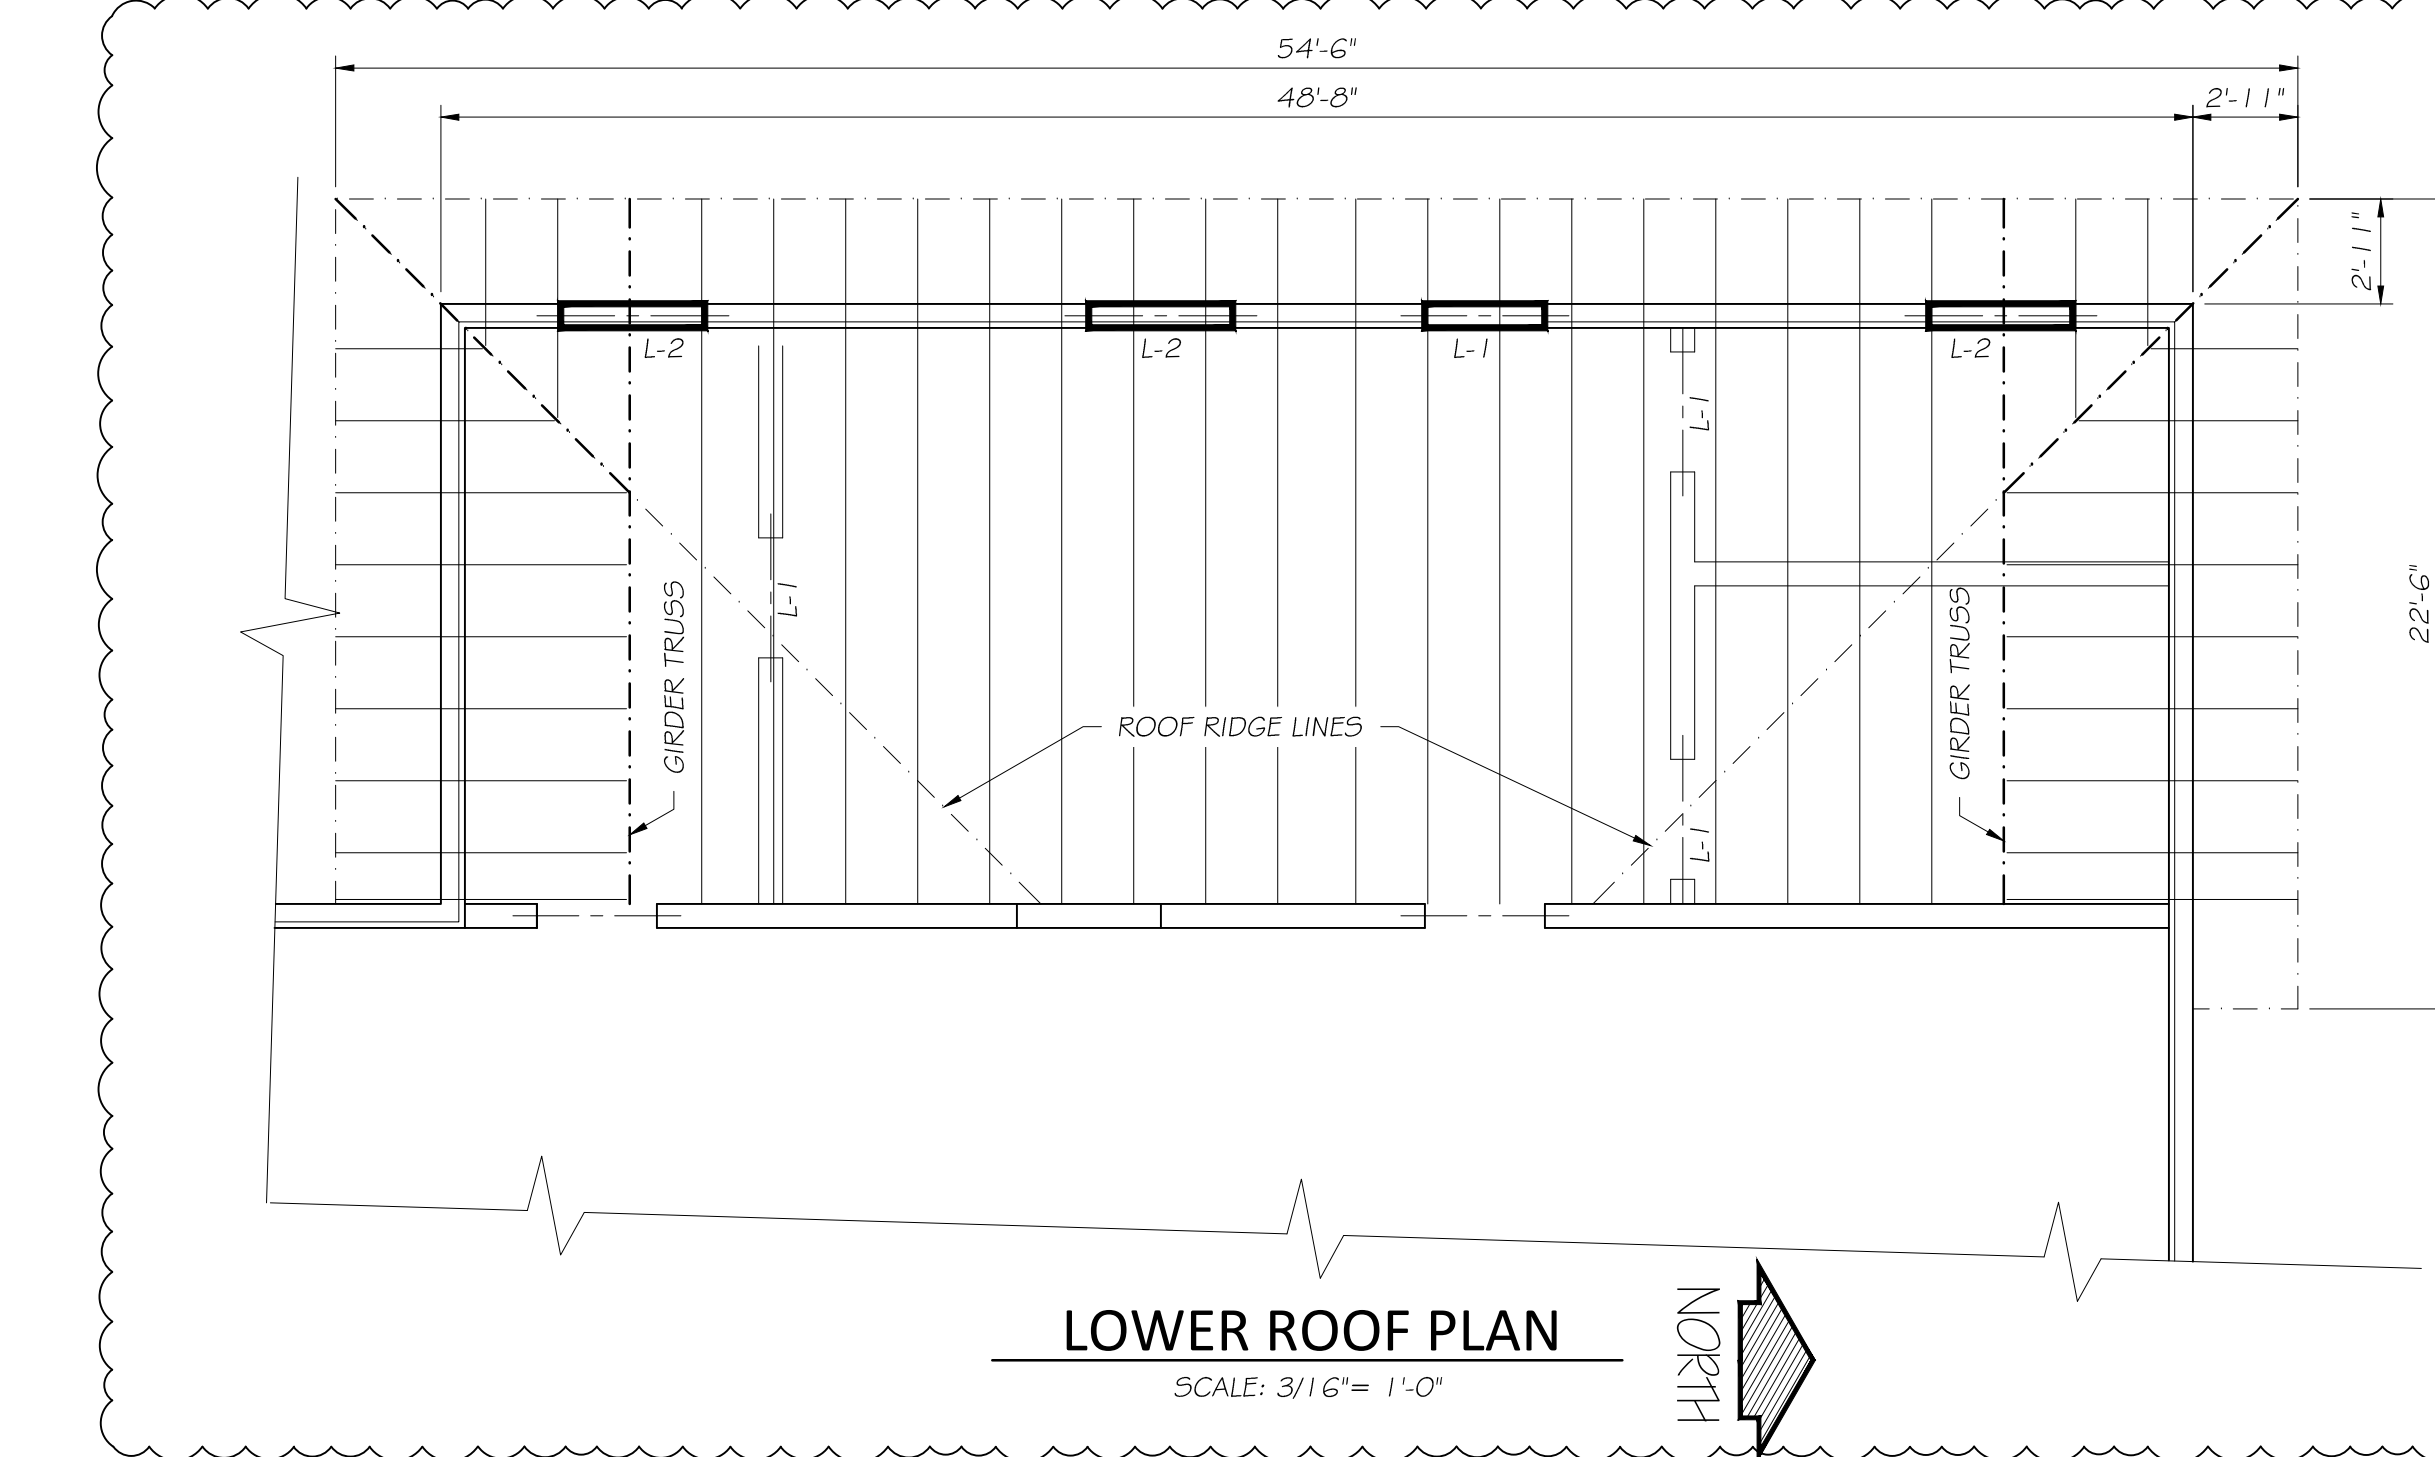 54'-6"
48'-8"
2'-11"
2'-11"
L-2
L-2
L-1
L-2
L-1
L-1
22'-6"
GIRDER TRUSS
GIRDER TRUSS
ROOF RIDGE LINES
L-1
LOWER ROOF PLAN
SCALE: 3/16"= 1'-0"
NORTH